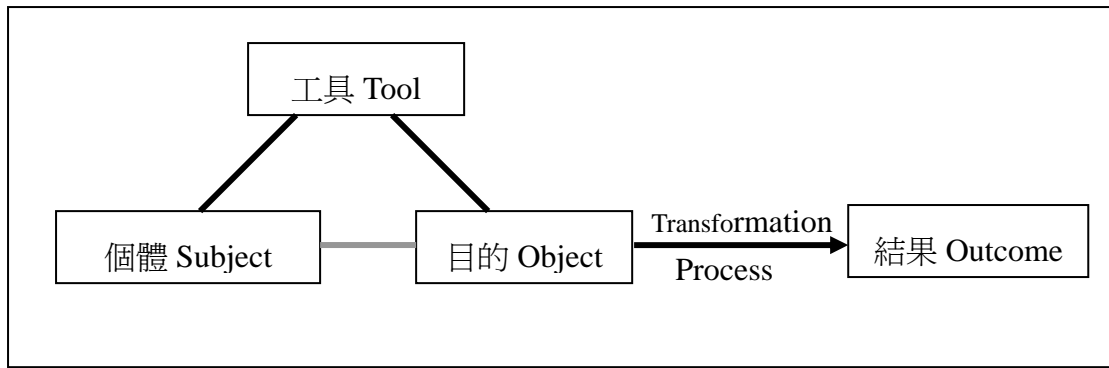 工具 Tool
個體 Subject
目的 Object
Transformation
Process
結果 Outcome